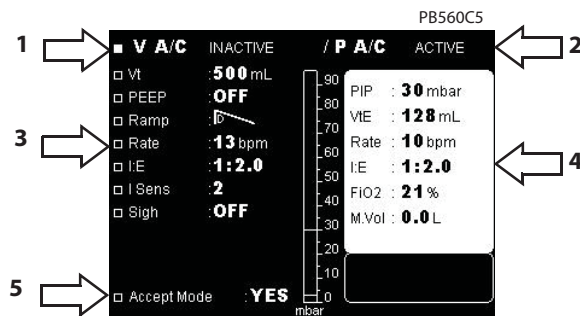 PB560C5
1 V A/C INACTIVE / P A/C ACTIVE 2
Vt :500 mL
PEEP :OFF
Ramp :D
3 Rate :13 bpm
I:E :1:2.0
I Sens :2
Sigh :OFF
90
80
70
60
50
40
30
20
10
0
mbar
PIP : 30 mbar
VtE : 128 mL
Rate : 10 bpm
I:E : 1:2.0 4
FiO2 : 21 %
M.Vol : 0.0 L
5 Accept Mode :YES